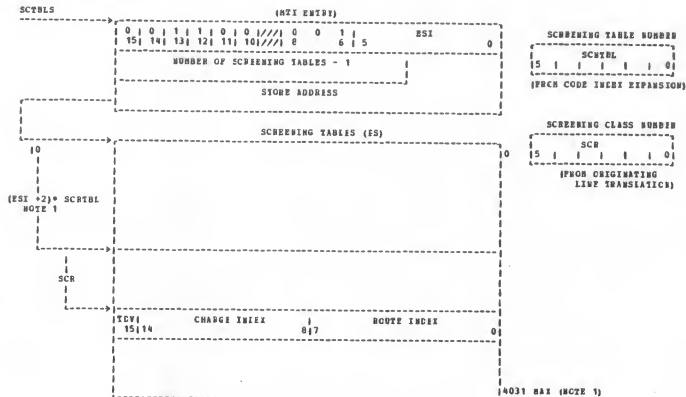 SCTBLS
(MTI ENTRY)
0 | 0 | 1 | 1 | 0 | 0 |///| 0 0 1 | ESI
15| 14| 13| 12| 11| 10|///| 8 6 | 5 0
NUMBER OF SCREENING TABLES - 1
STORE ADDRESS
SCREENING TABLE NUMBER
SCNTBL
|5 | | | | 0|
(FROM CODE INDEX EXPANSION)
SCREENING TABLES (ES)
SCREENING CLASS NUMBER
SCR
|5 | | | | 0|
(FROM ORIGINATING
LINE TRANSLATION)
|0
0
(ESI +2)* SCRTBL
NOTE 1
SCR
TCV| CHARGE INDEX | ROUTE INDEX
15|14 8|7 0|
4031 MAX (NOTE 1)